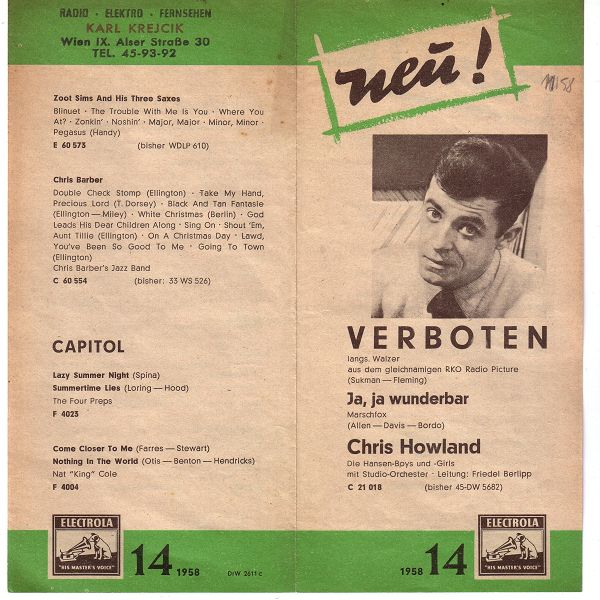 RADIO · ELEKTRO · FERNSEHEN
KARL KREJCIK
Wien IX. Alser Straße 30
TEL. 45-93-92
Zoot Sims And His Three Saxes
Blinuet · The Trouble With Me Is You · Where You
At? · Zonkin' · Noshin' · Major, Major · Minor, Minor ·
Pegasus (Handy)
E 60 573 (bisher WDLP 610)
Chris Barber
Double Check Stomp (Ellington) · Take My Hand,
Precious Lord (T. Dorsey) · Black And Tan Fantasie
(Ellington — Miley) · White Christmas (Berlin) · God
Leads His Dear Children Along · Sing On · Shout 'Em,
Aunt Tillie (Ellington) · On A Christmas Day · Lawd,
You've Been So Good To Me · Going To Town
(Ellington)
Chris Barber's Jazz Band
C 60 554 (bisher: 33 WS 526)
CAPITOL
Lazy Summer Night (Spina)
Summertime Lies (Loring — Hood)
The Four Preps
F 4023
Come Closer To Me (Farres — Stewart)
Nothing In The World (Otis — Benton — Hendricks)
Nat "King" Cole
F 4004
ELECTROLA
"HIS MASTER'S VOICE"
14 1958
DrW 2611 c
neu!
VERBOTEN
langs. Walzer
aus dem gleichnamigen RKO Radio Picture
(Sukman — Fleming)
Ja, ja wunderbar
Marschfox
(Allen — Davis — Bordo)
Chris Howland
Die Hansen-Boys und -Girls
mit Studio-Orchester · Leitung: Friedel Berlipp
C 21 018 (bisher 45-DW 5682)
1958 14
ELECTROLA
"HIS MASTER'S VOICE"